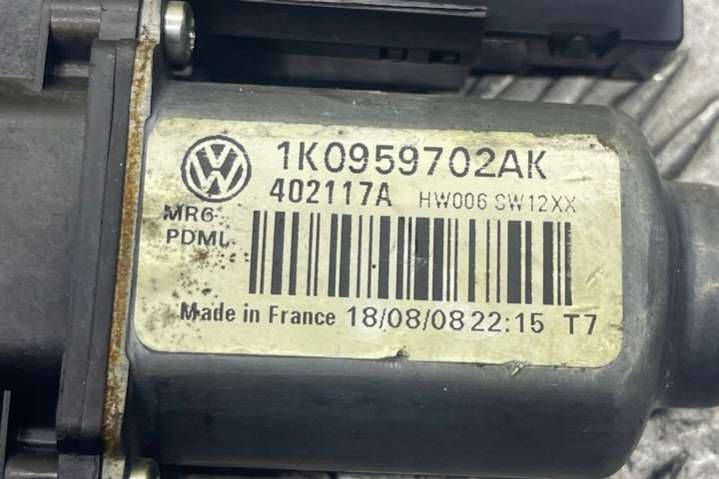 1K0959702AK
402117A HW006 SW12XX
MR6
PDML
Made in France 18/08/08 22:15 T7